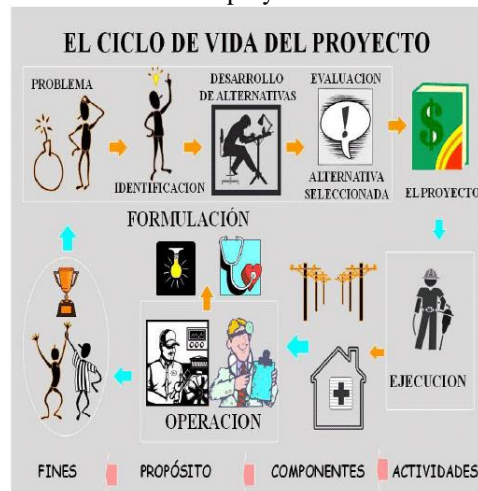 EL CICLO DE VIDA DEL PROYECTO
PROBLEMA
DESARROLLO
DE ALTERNATIVAS
EVALUACION
IDENTIFICACION
ALTERNATIVA
SELECCIONADA
EL PROYECTO
FORMULACIÓN
EJECUCION
OPERACION
FINES
PROPÓSITO
COMPONENTES
ACTIVIDADES